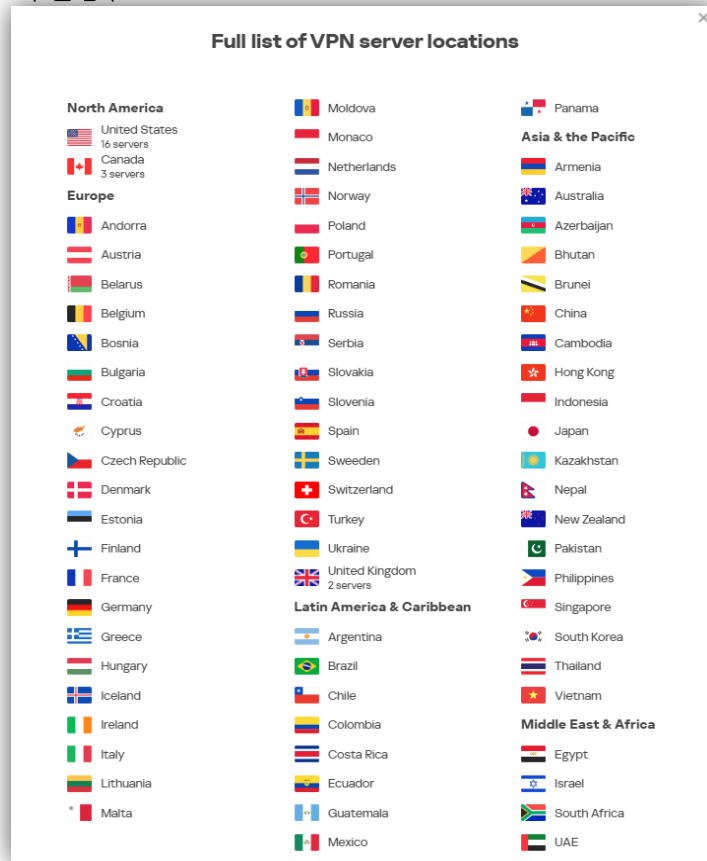 Full list of VPN server locations
North America
United States
16 servers
Canada
3 servers
Europe
Andorra
Austria
Belarus
Belgium
Bosnia
Bulgaria
Croatia
Cyprus
Czech Republic
Denmark
Estonia
Finland
France
Germany
Greece
Hungary
Iceland
Ireland
Italy
Lithuania
Malta
Moldova
Monaco
Netherlands
Norway
Poland
Portugal
Romania
Russia
Serbia
Slovakia
Slovenia
Spain
Sweeden
Switzerland
Turkey
Ukraine
United Kingdom
2 servers
Latin America & Caribbean
Argentina
Brazil
Chile
Colombia
Costa Rica
Ecuador
Guatemala
Mexico
Panama
Asia & the Pacific
Armenia
Australia
Azerbaijan
Bhutan
Brunei
China
Cambodia
Hong Kong
Indonesia
Japan
Kazakhstan
Nepal
New Zealand
Pakistan
Philippines
Singapore
South Korea
Thailand
Vietnam
Middle East & Africa
Egypt
Israel
South Africa
UAE